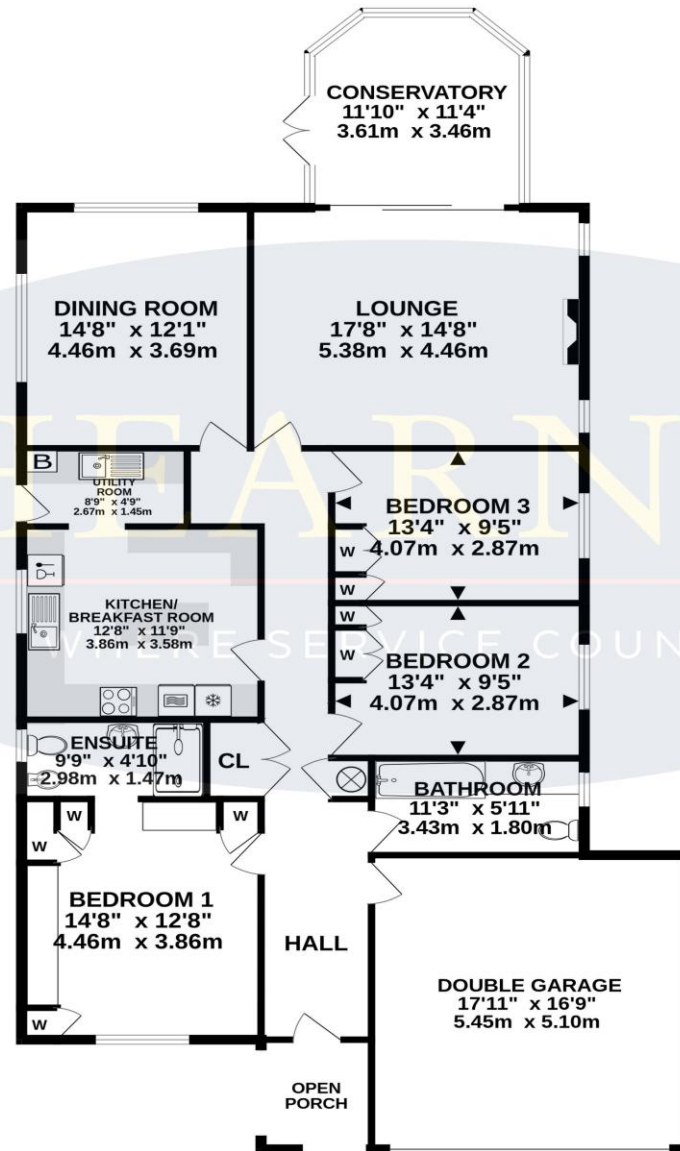 CONSERVATORY
11'10" x 11'4"
3.61m x 3.46m
DINING ROOM
14'8" x 12'1"
4.46m x 3.69m
LOUNGE
17'8" x 14'8"
5.38m x 4.46m
HEARN
B
UTILITY
ROOM
8'9" x 4'9"
2.67m x 1.45m
BEDROOM 3
13'4" x 9'5"
4.07m x 2.87m
W
W
KITCHEN/
BREAKFAST ROOM
12'8" x 11'9"
3.86m x 3.58m
WHERE SERVICE COUN
W
W
BEDROOM 2
13'4" x 9'5"
4.07m x 2.87m
ENSUITE
9'9" x 4'10"
2.98m x 1.47m
CL
BATHROOM
11'3" x 5'11"
3.43m x 1.80m
W
W
W
BEDROOM 1
14'8" x 12'8"
4.46m x 3.86m
W
HALL
DOUBLE GARAGE
17'11" x 16'9"
5.45m x 5.10m
OPEN
PORCH